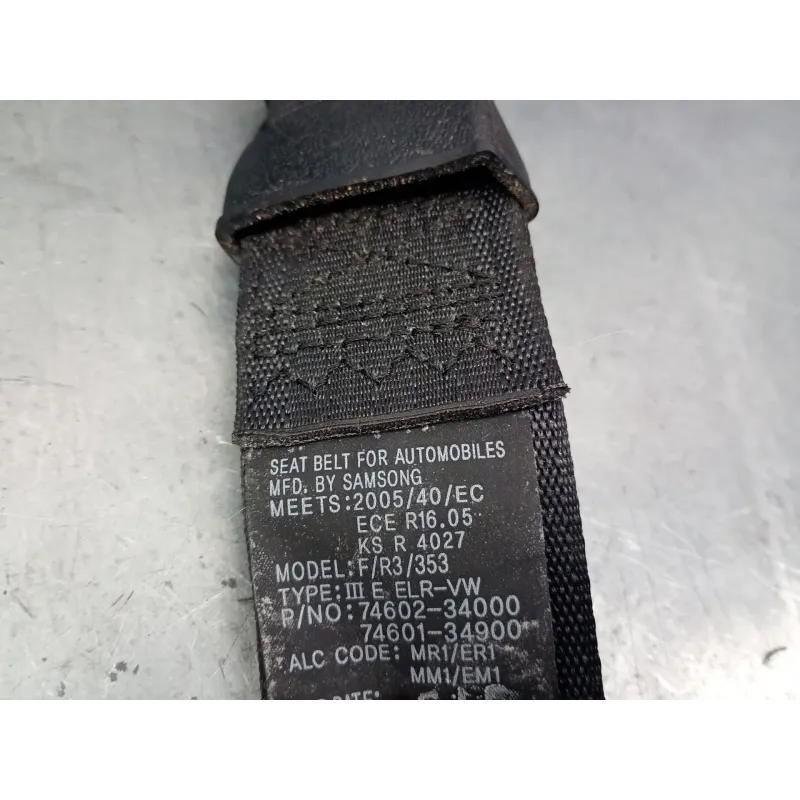 SEAT BELT FOR AUTOMOBILES
MFD. BY SAMSONG
MEETS:2005/40/EC
ECE R16.05
KS R 4027
MODEL:F/R3/353
TYPE:III E ELR-VW
P/NO:74602-34000
74601-34900
ALC CODE: MR1/ER1
MM1/EM1
DATE: